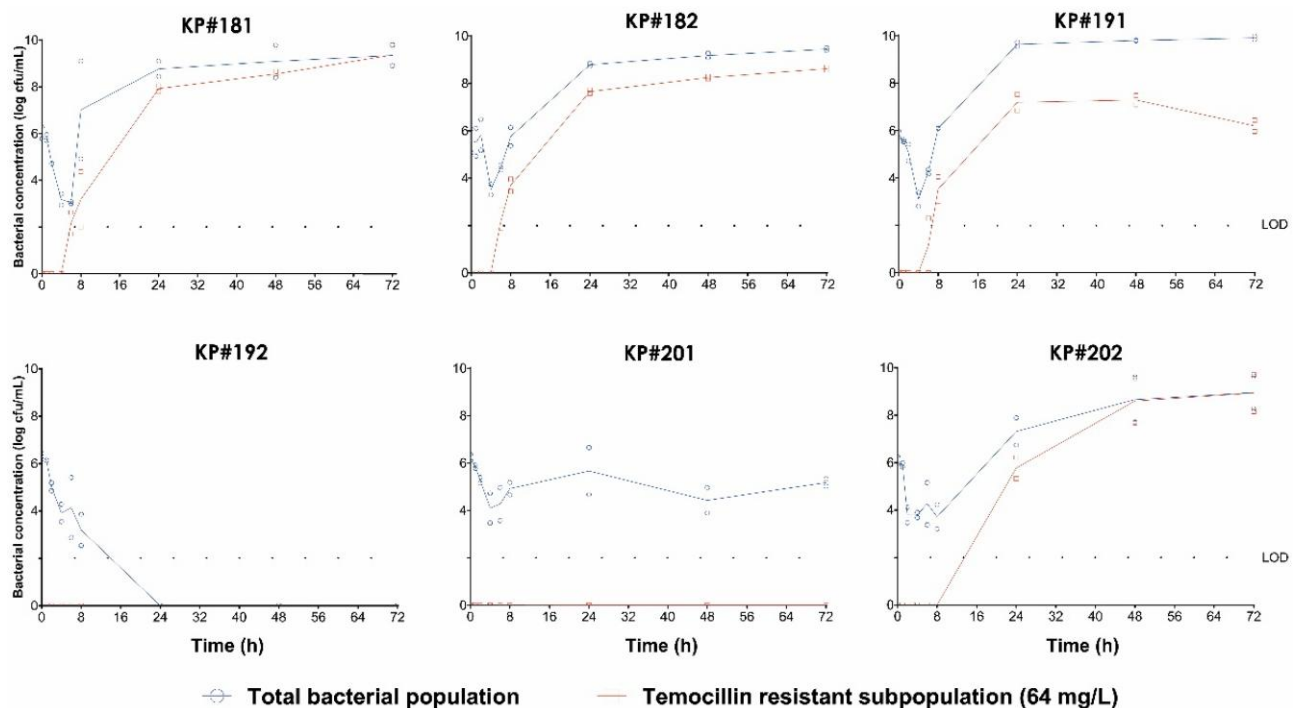 KP#181
KP#182
KP#191
Bacterial concentration (log cfu/mL)
10
8
6
4
2
0
0 8 16 24 32 40 48 56 64 72
10
8
6
4
2
0
0 8 16 24 32 40 48 56 64 72
10
8
6
4
2
0
0 8 16 24 32 40 48 56 64 72
LOD
KP#192
KP#201
KP#202
Bacterial concentration (log cfu/mL)
10
8
6
4
2
0
0 8 16 24 32 40 48 56 64 72
Time (h)
10
8
6
4
2
0
0 8 16 24 32 40 48 56 64 72
Time (h)
10
8
6
4
2
0
0 8 16 24 32 40 48 56 64 72
Time (h)
LOD
Total bacterial population
Temocillin resistant subpopulation (64 mg/L)